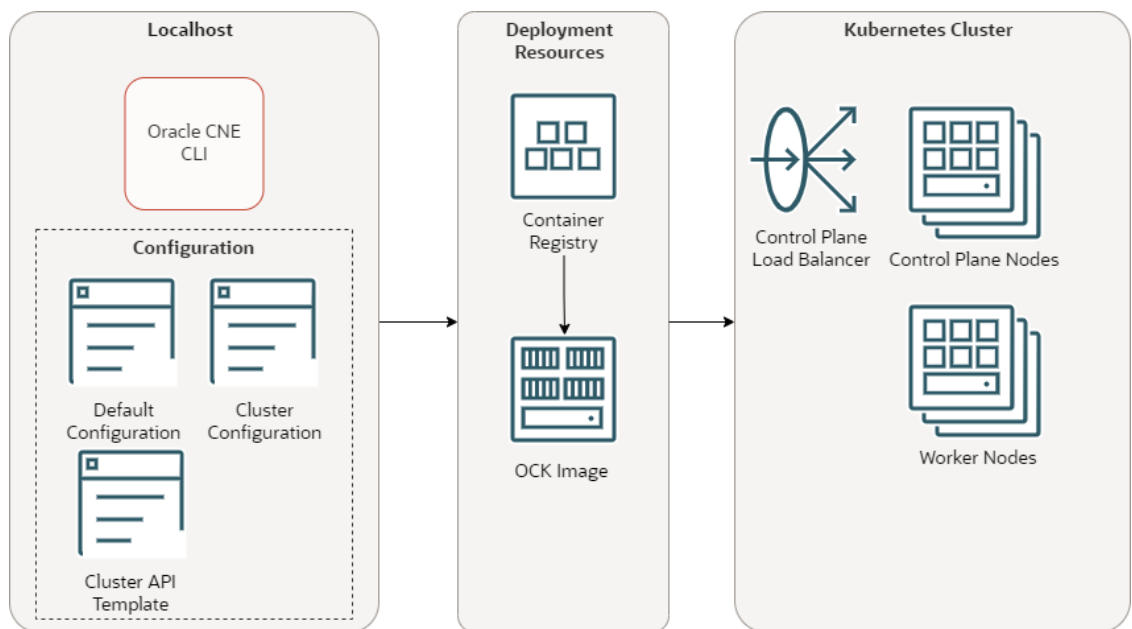 Localhost
Oracle CNE
CLI
Configuration
Default
Configuration
Cluster
Configuration
Cluster API
Template
Deployment
Resources
Container
Registry
OCK Image
Kubernetes Cluster
Control Plane
Load Balancer
Control Plane Nodes
Worker Nodes